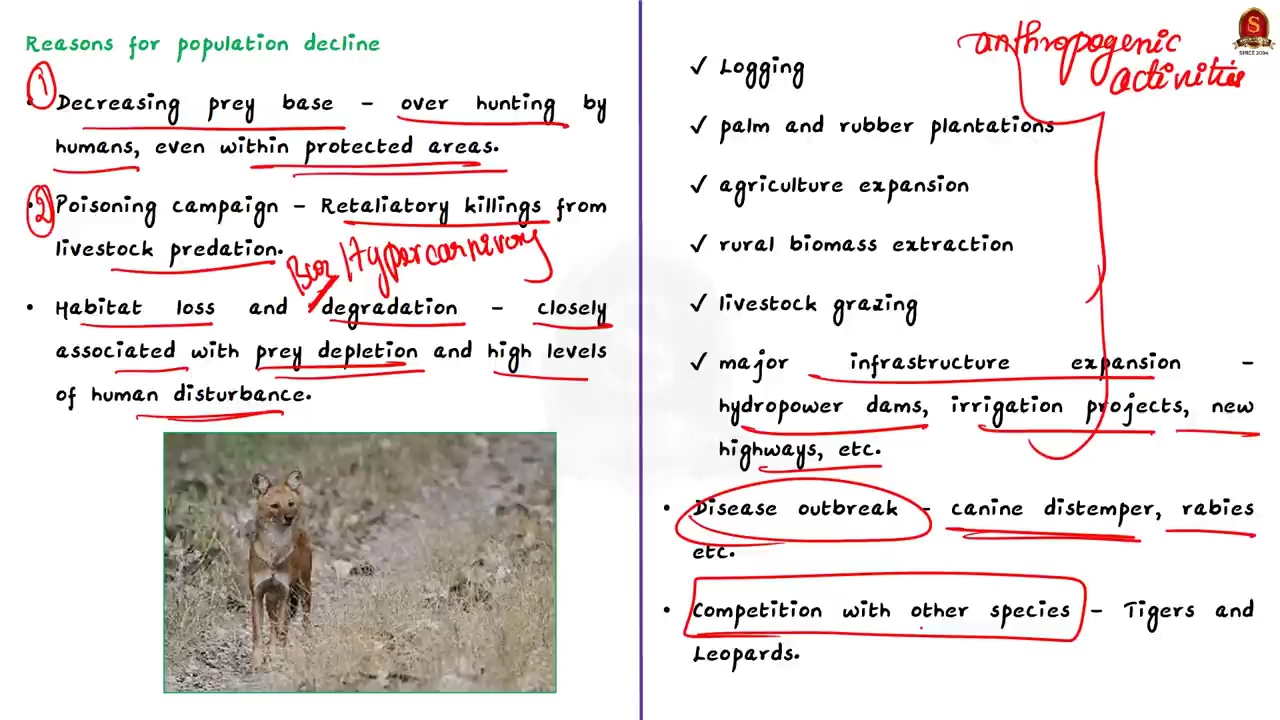 Reasons for population decline
1
• Decreasing prey base – over hunting by
humans, even within protected areas.
2
• Poisoning campaign – Retaliatory killings from
livestock predation.
Hypercarnivory
• Habitat loss and degradation – closely
associated with prey depletion and high levels
of human disturbance.
anthropogenic
activities
S
SINCE 2004
✓ Logging
✓ palm and rubber plantations
✓ agriculture expansion
✓ rural biomass extraction
✓ livestock grazing
✓ major infrastructure expansion –
hydropower dams, irrigation projects, new
highways, etc.
• Disease outbreak – canine distemper, rabies
etc.
• Competition with other species – Tigers and
Leopards.